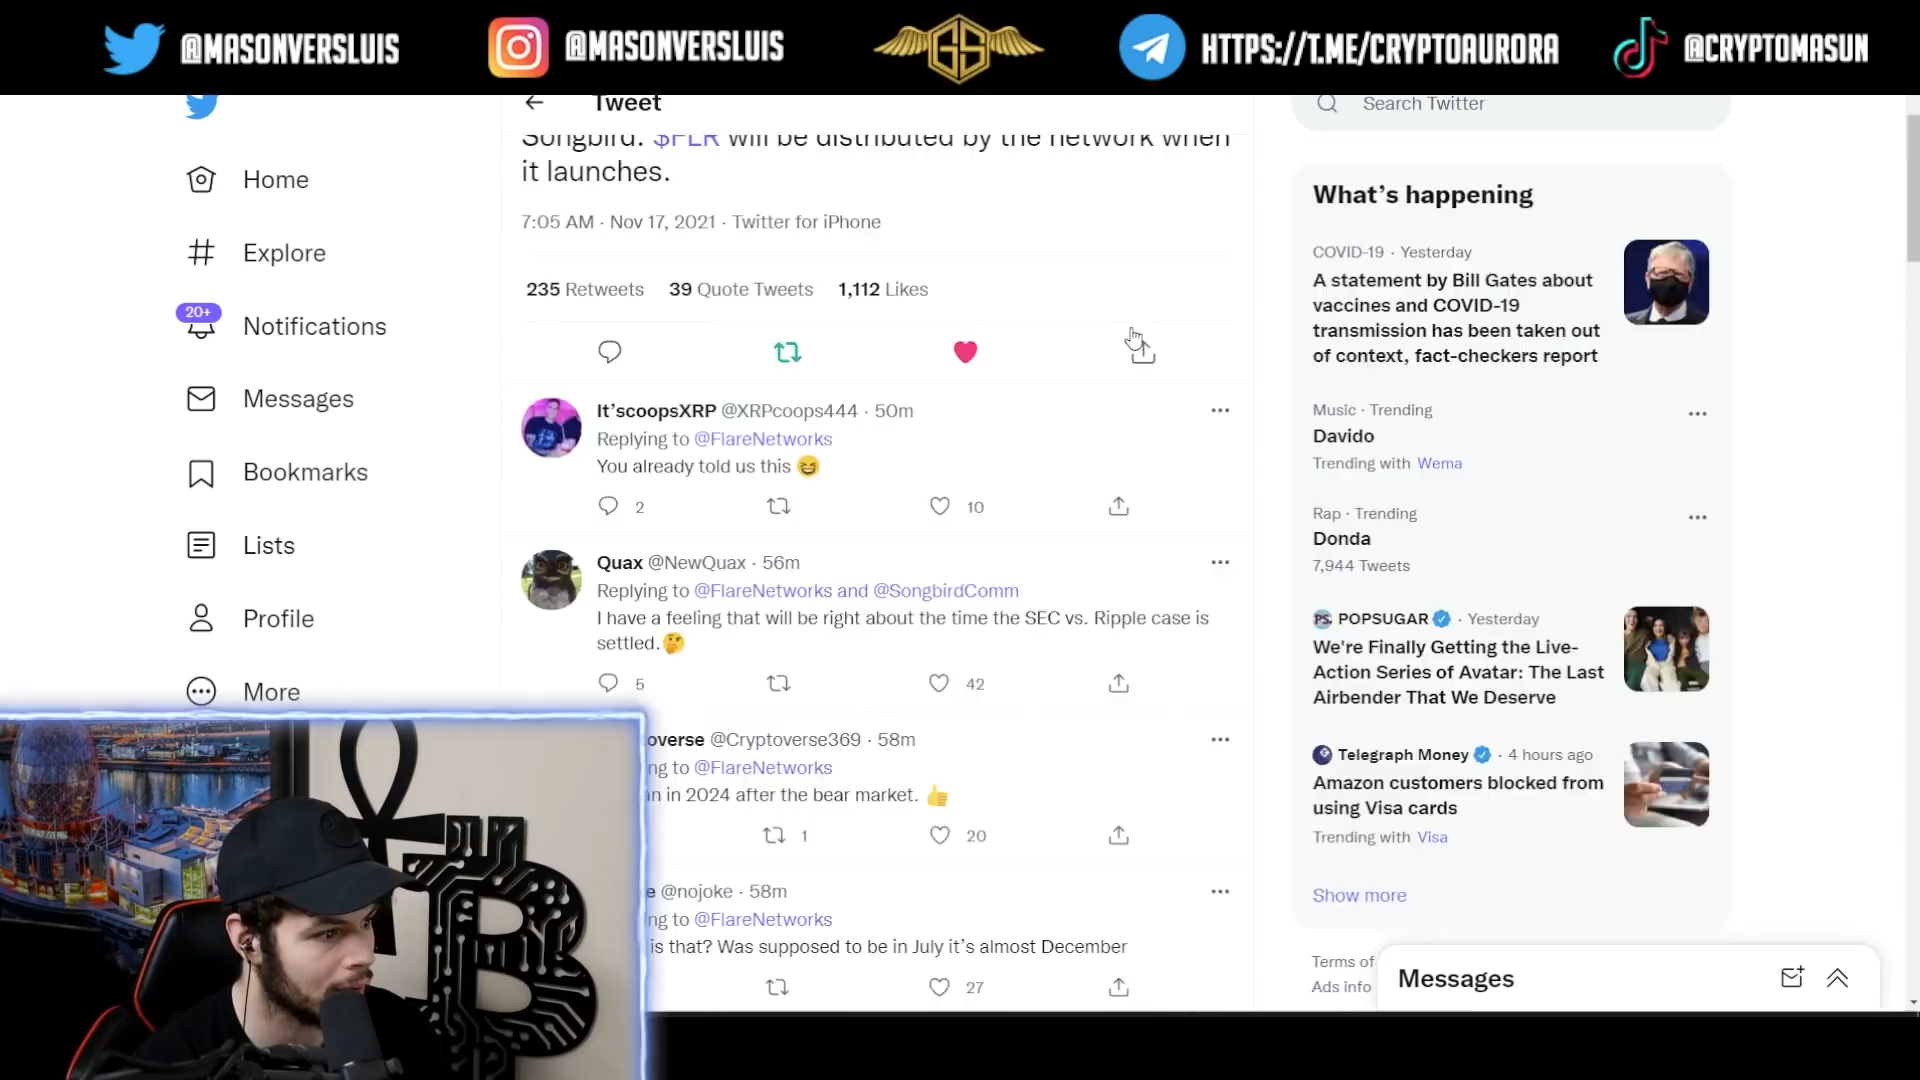 @MASONVERSLUIS
@MASONVERSLUIS
GS
HTTPS://T.ME/CRYPTOAURORA
@CRYPTOMASUN
Home
Explore
20+
Notifications
Messages
Bookmarks
Lists
Profile
More
Tweet
Songbird. $FLR will be distributed by the network when
it launches.
7:05 AM · Nov 17, 2021 · Twitter for iPhone
235 Retweets 39 Quote Tweets 1,112 Likes
It'scoopsXRP @XRPcoops444 · 50m
Replying to @FlareNetworks
You already told us this 😆
2 10
Quax @NewQuax · 56m
Replying to @FlareNetworks and @SongbirdComm
I have a feeling that will be right about the time the SEC vs. Ripple case is
settled.🤔
5 42
overse @Cryptoverse369 · 58m
ng to @FlareNetworks
n in 2024 after the bear market. 👍
1 20
e @nojoke · 58m
ng to @FlareNetworks
is that? Was supposed to be in July it's almost December
27
Search Twitter
What's happening
COVID-19 · Yesterday
A statement by Bill Gates about
vaccines and COVID-19
transmission has been taken out
of context, fact-checkers report
Music · Trending
Davido
Trending with Wema
Rap · Trending
Donda
7,944 Tweets
PS. POPSUGAR · Yesterday
We're Finally Getting the Live-
Action Series of Avatar: The Last
Airbender That We Deserve
Telegraph Money · 4 hours ago
Amazon customers blocked from
using Visa cards
Trending with Visa
Show more
Terms of
Ads info
Messages